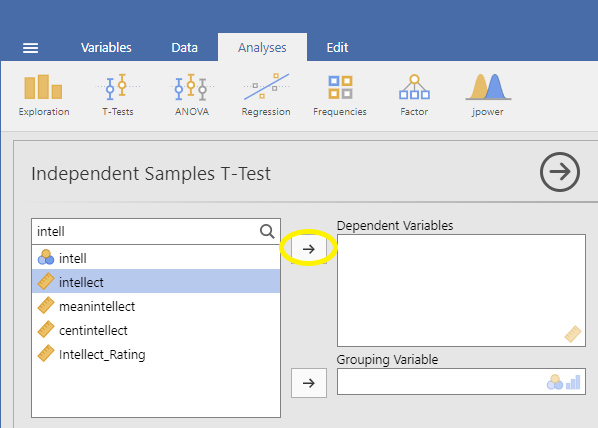 Variables Data Analyses Edit
Exploration T-Tests ANOVA Regression Frequencies Factor jpower
Independent Samples T-Test
intell
intell
intellect
meanintellect
centintellect
Intellect_Rating
Dependent Variables
Grouping Variable